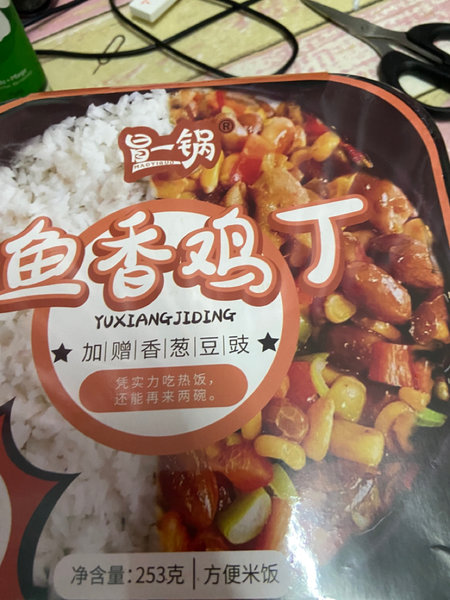 冒一锅®
MAOYIGUO
鱼香鸡丁
YUXIANGJIDING
★加|赠|香|葱|豆|豉★
凭实力吃热饭，
还能再来两碗。
净含量:253克|方便米饭